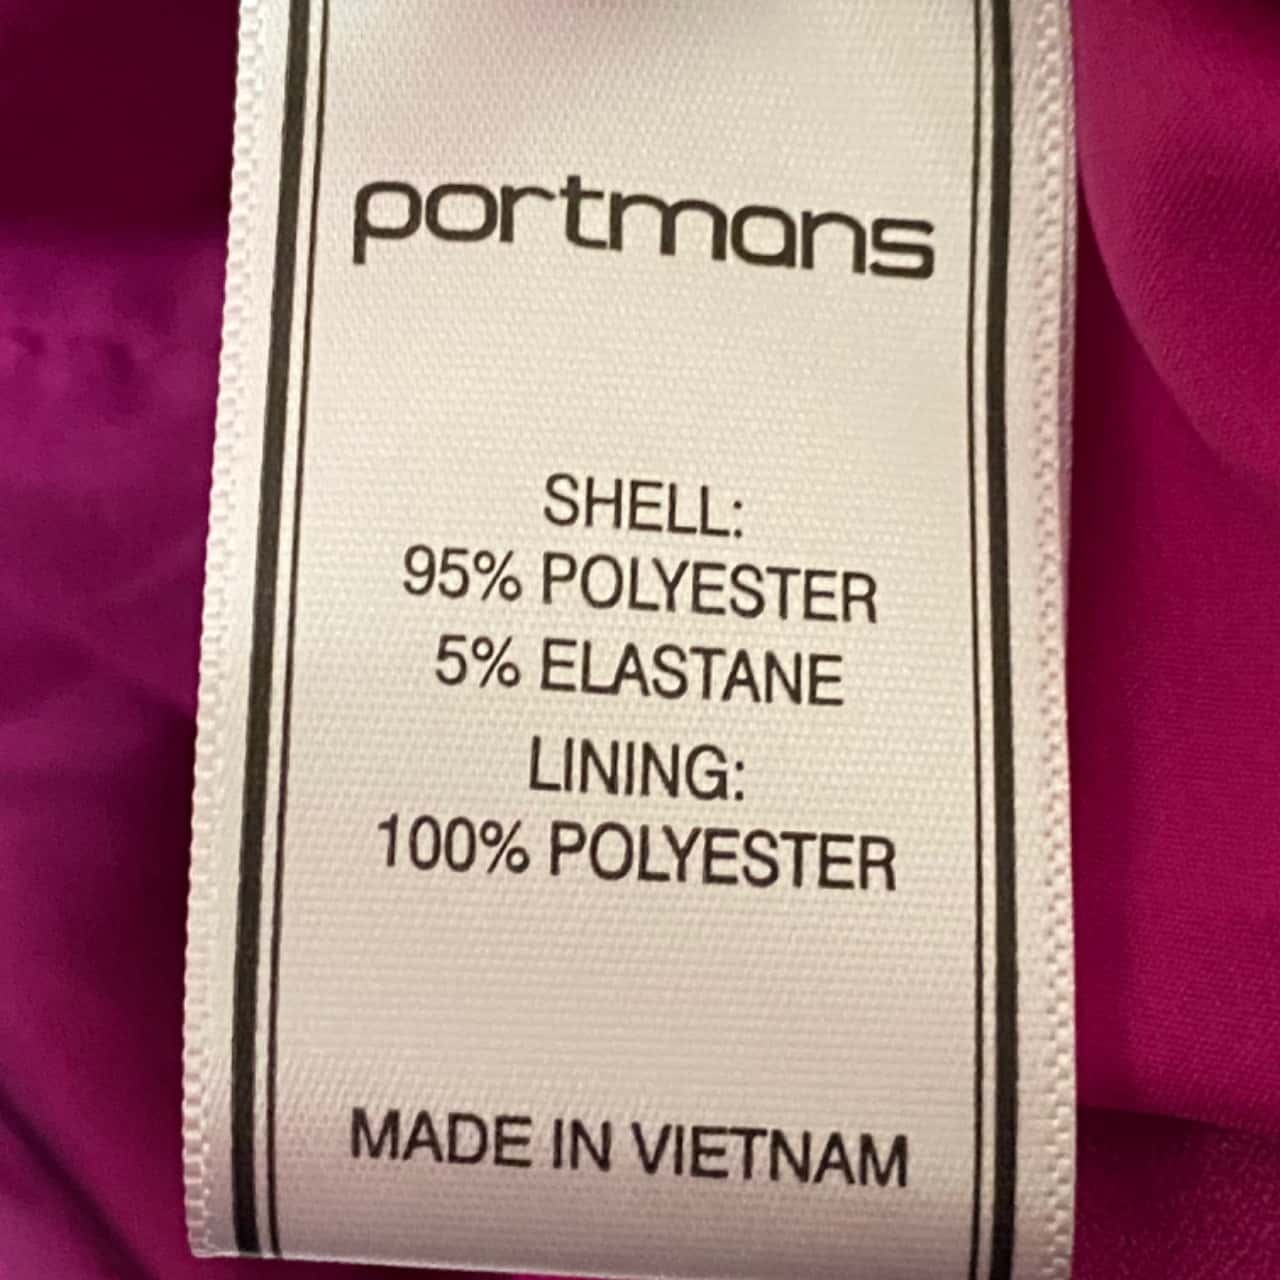 portmans
SHELL:
95% POLYESTER
5% ELASTANE
LINING:
100% POLYESTER
MADE IN VIETNAM